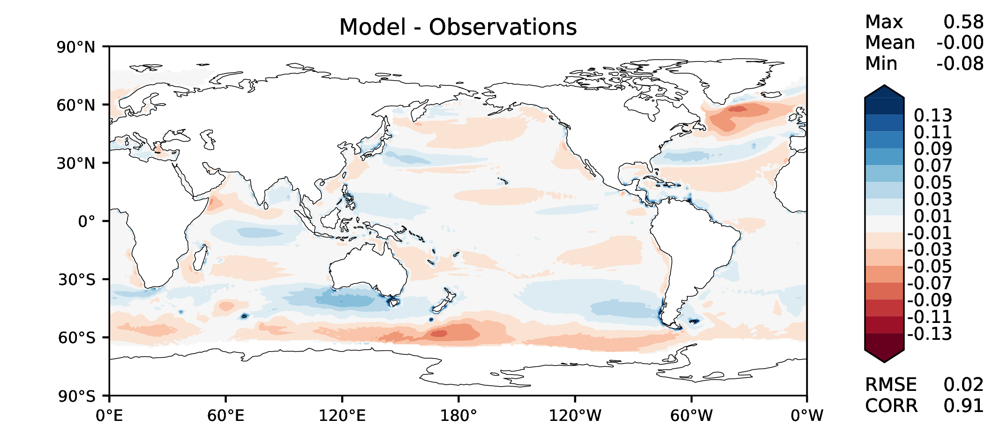 Model - Observations
Max 0.58
Mean -0.00
Min -0.08
90°N
60°N
30°N
0°
30°S
60°S
90°S
0°E 60°E 120°E 180° 120°W 60°W 0°W
0.13
0.11
0.09
0.07
0.05
0.03
0.01
-0.01
-0.03
-0.05
-0.07
-0.09
-0.11
-0.13
RMSE 0.02
CORR 0.91